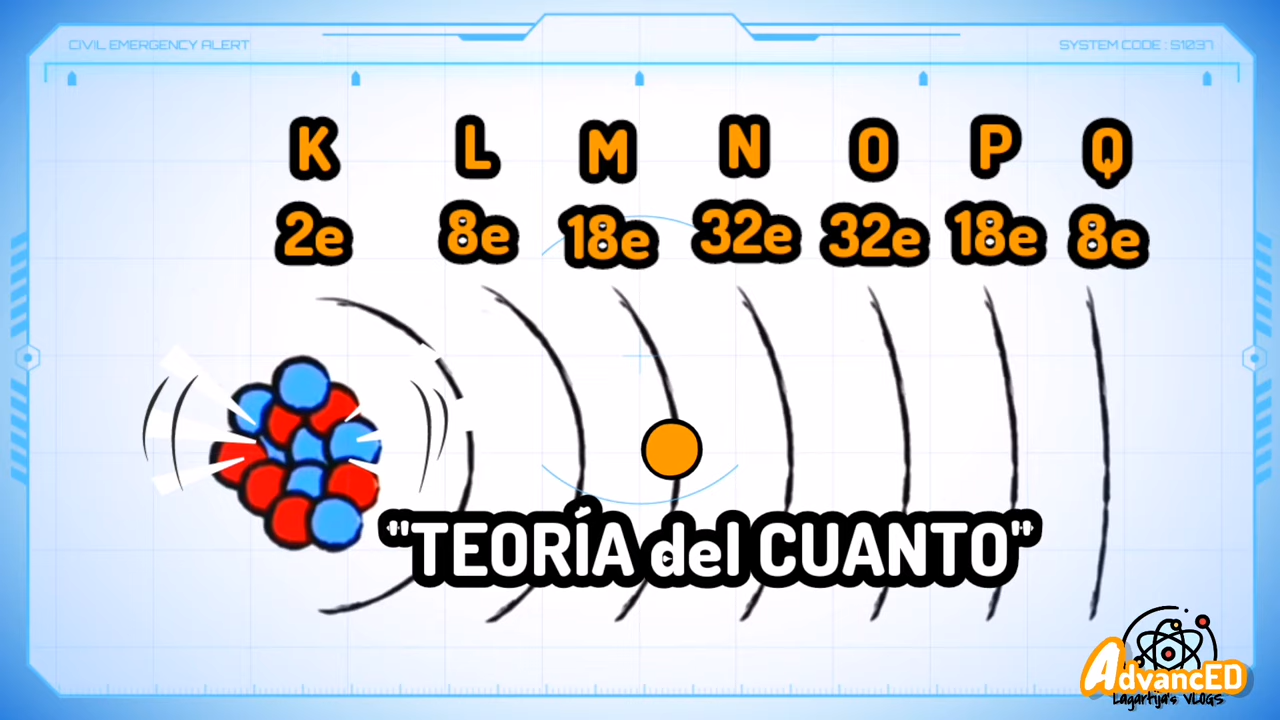 CIVIL EMERGENCY ALERT
SYSTEM CODE : 51037
K L M N O P Q
2e 8e 18e 32e 32e 18e 8e
"TEORÍA del CUANTO"
AdvancED
Lagartija's VLOGS